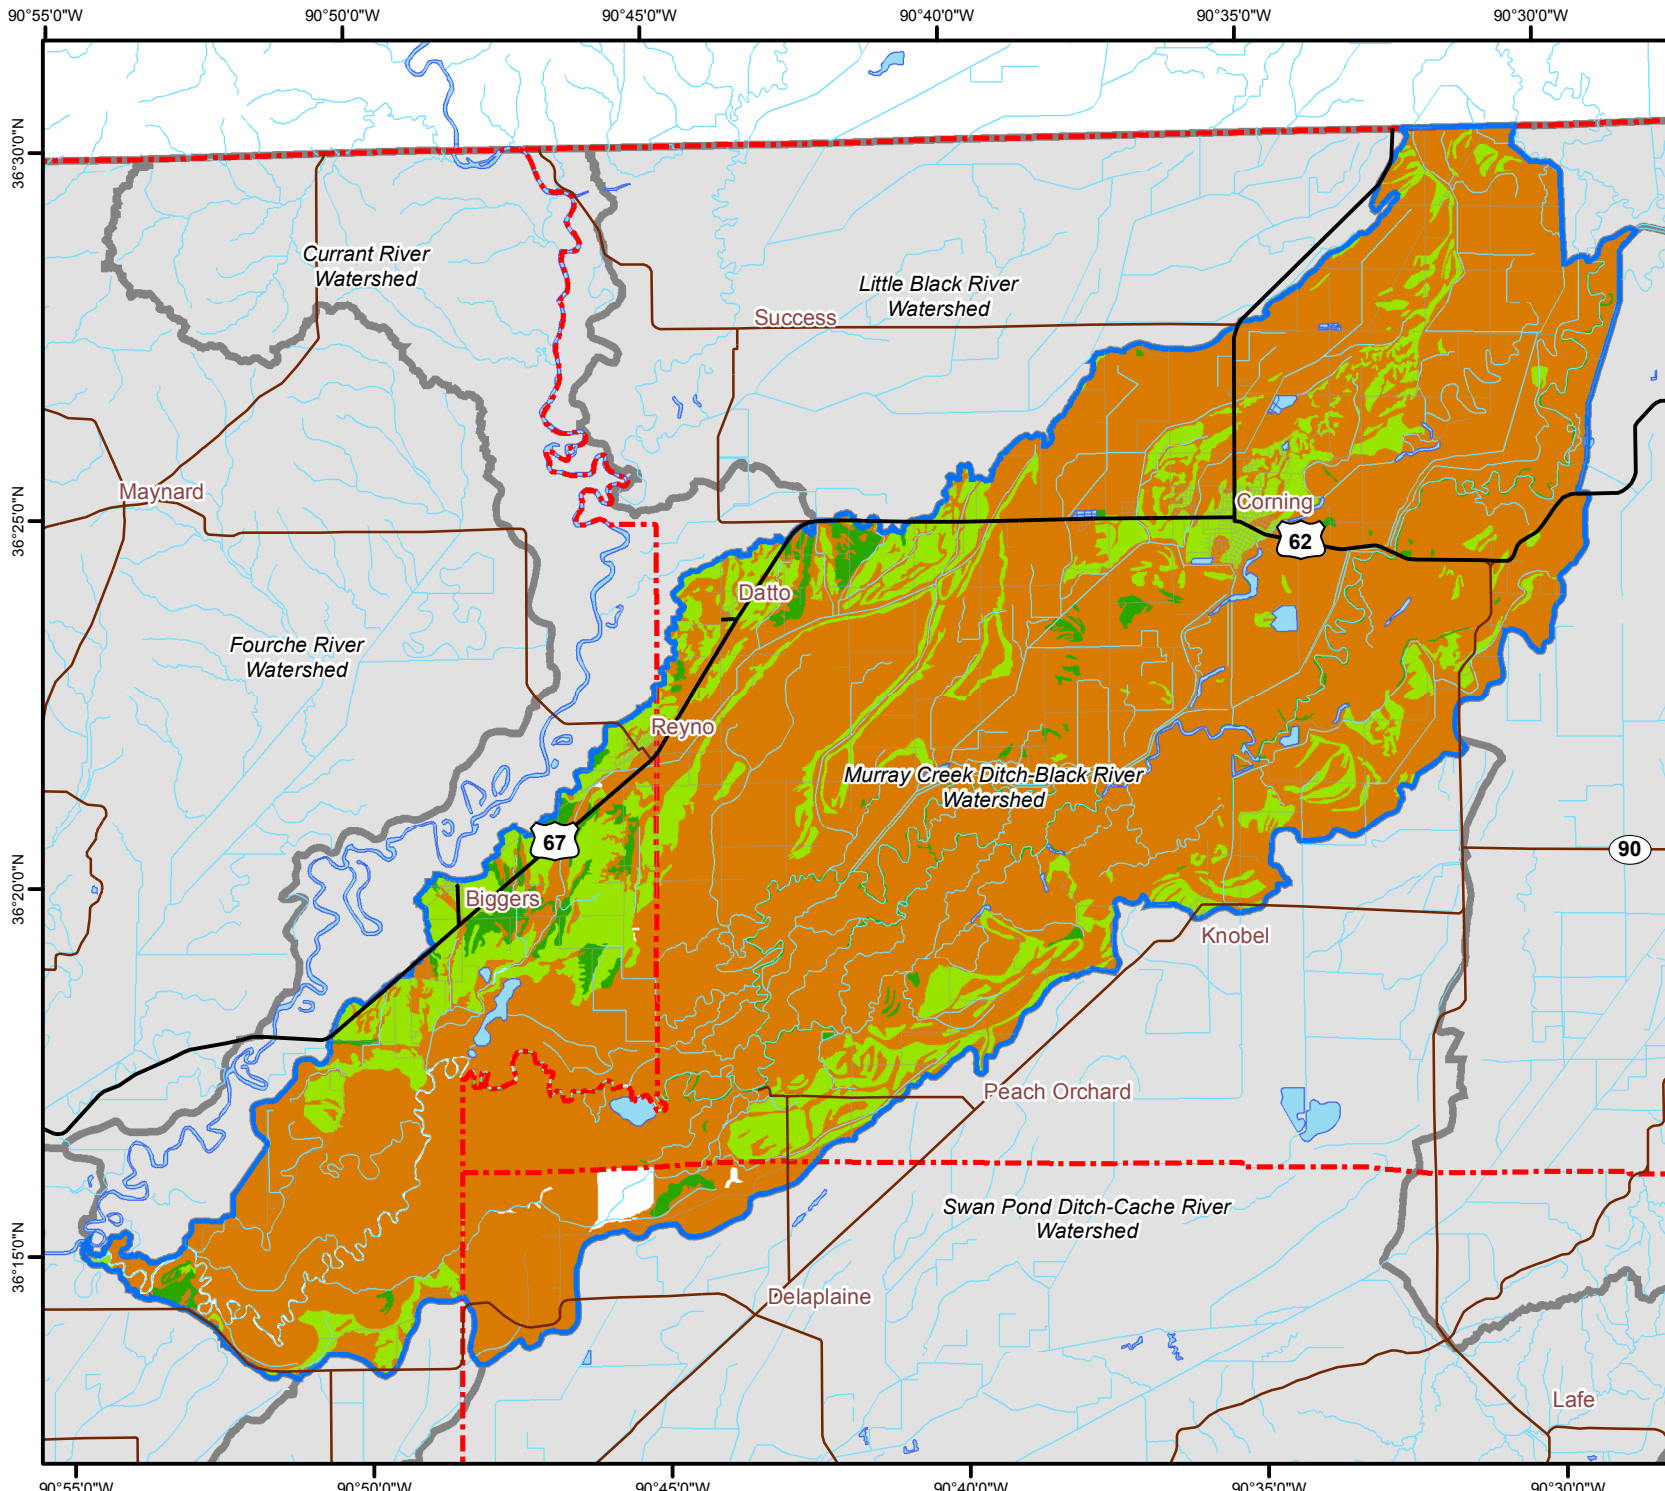 90°55'0"W 90°50'0"W 90°45'0"W 90°40'0"W 90°35'0"W 90°30'0"W
36°30'0"N
Currant River
Watershed
Little Black River
Watershed
Success
Maynard
36°25'0"N
Corning
62
Datto
Fourche River
Watershed
Reyno
Murray Creek Ditch-Black River
Watershed
67
90
36°20'0"N
Biggers
Knobel
Peach Orchard
Swan Pond Ditch-Cache River
Watershed
36°15'0"N
Delaplaine
Lafe
90°55'0"W 90°50'0"W 90°45'0"W 90°40'0"W 90°35'0"W 90°30'0"W